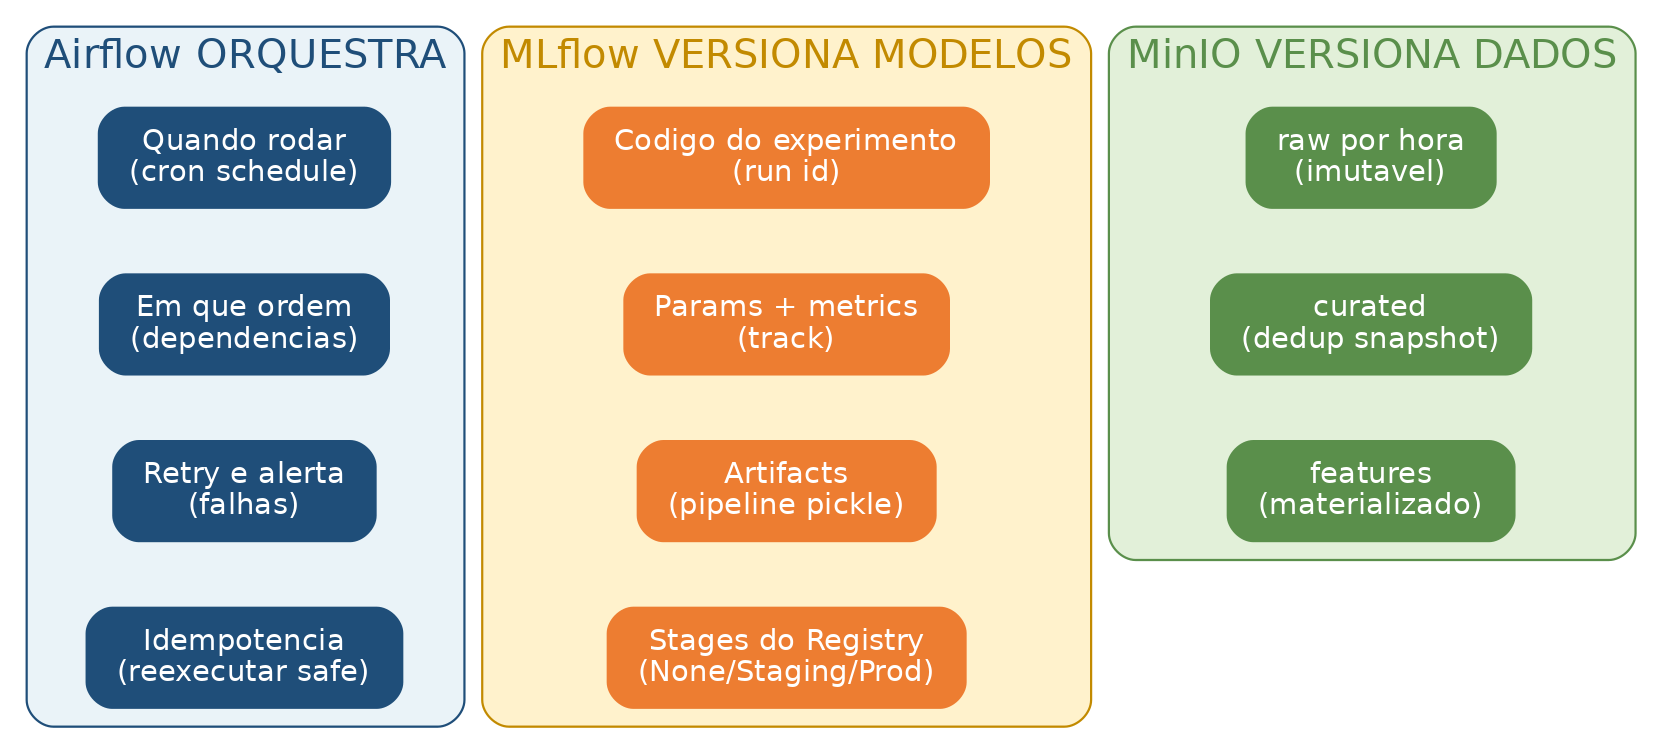 Airflow ORQUESTRA
Quando rodar
(cron schedule)
Em que ordem
(dependencias)
Retry e alerta
(falhas)
Idempotencia
(reexecutar safe)
MLflow VERSIONA MODELOS
Codigo do experimento
(run id)
Params + metrics
(track)
Artifacts
(pipeline pickle)
Stages do Registry
(None/Staging/Prod)
MinIO VERSIONA DADOS
raw por hora
(imutavel)
curated
(dedup snapshot)
features
(materializado)